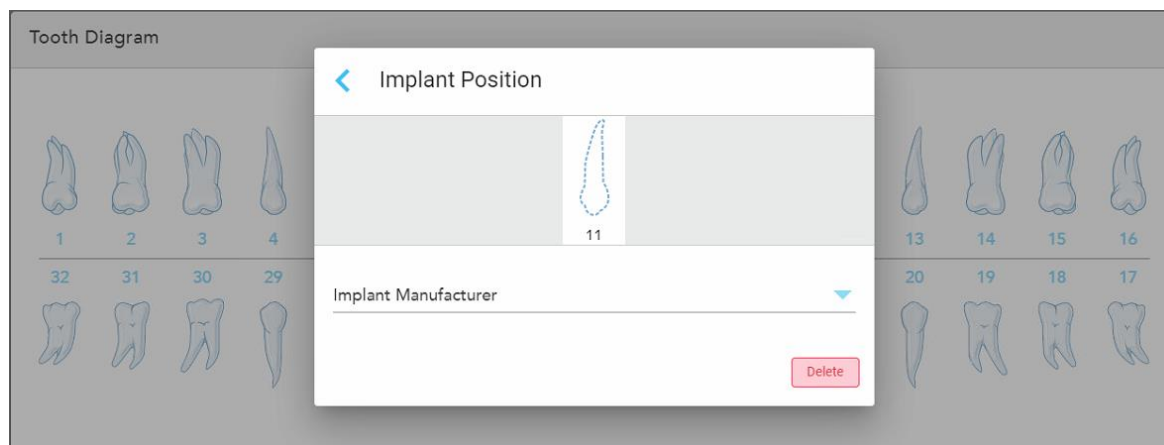 Tooth Diagram
Implant Position
11
1 2 3 4 13 14 15 16
32 31 30 29 20 19 18 17
Implant Manufacturer
Delete